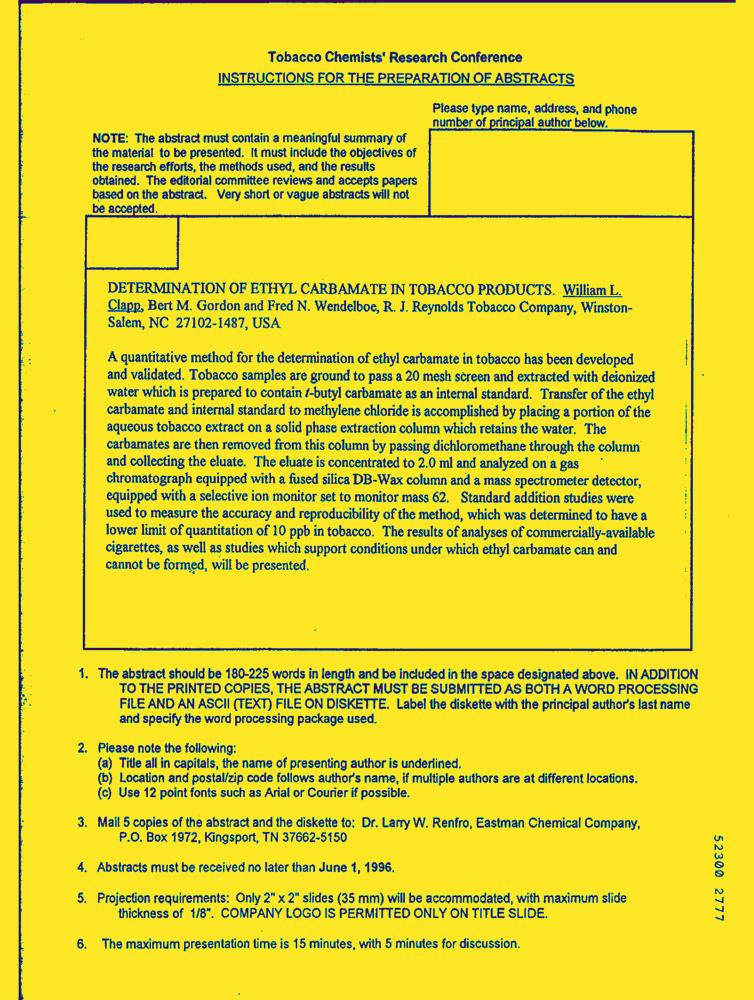 Tobacco Chemists' Research Conference
INSTRUCTIONS FOR THE PREPARATION OF ABSTRACTS
Please type name, address, and phone
number of principal author below.
NOTE: The abstract must contain a meaningful summary of
the material to be presented. It must include the objectives of
the research efforts, the methods used, and the results
obtained. The editorial committee reviews and accepts papers
based on the abstract. Very short or vague abstracts will not
be accepted.
DETERMINATION OF ETHYL CARBAMATE IN TOBACCO PRODUCTS. William L.
Clapp, Bert M. Gordon and Fred N. Wendelboe, R. J. Reynolds Tobacco Company, Winston-
Salem, NC 27102-1487, USA
A quantitative method for the determination of ethyl carbamate in tobacco has been developed
and validated. Tobacco samples are ground to pass a 20 mesh screen and extracted with deionized
water which is prepared to contain t-butyl carbamate as an internal standard. Transfer of the ethyl
carbamate and internal standard to methylene chloride is accomplished by placing a portion of the
aqueous tobacco extract on a solid phase extraction column which retains the water. The
carbamates are then removed from this column by passing dichloromethane through the column
and collecting the eluate. The eluate is concentrated to 2.0 ml and analyzed on a gas
chromatograph equipped with a fused silica DB-Wax column and a mass spectrometer detector,
equipped with a selective ion monitor set to monitor mass 62. Standard addition studies were
used to measure the accuracy and reproducibility of the method, which was determined to have a
lower limit of quantitation of 10 ppb in tobacco. The results of analyses of commercially-available
cigarettes, as well as studies which support conditions under which ethyl carbamate can and
cannot be formed, will be presented.
1. The abstract should be 180-225 words in length and be included in the space designated above. IN ADDITION
TO THE PRINTED COPIES, THE ABSTRACT MUST BE SUBMITTED AS BOTH A WORD PROCESSING
FILE AND AN ASCII (TEXT) FILE ON DISKETTE. Label the diskette with the principal author's last name
and specify the word processing package used.
2. Please note the following:
(a) Title all in capitals, the name of presenting author is underlined.
(b) Location and postal/zip code follows author's name, if multiple authors are at different locations.
(c) Use 12 point fonts such as Arial or Courier if possible.
3. Mail 5 copies of the abstract and the diskette to: Dr. Larry W. Renfro, Eastman Chemical Company,
P.O. Box 1972, Kingsport, TN 37662-5150
4. Abstracts must be received no later than June 1, 1996.
5. Projection requirements: Only 2" x 2" slides (35 mm) will be accommodated, with maximum slide
thickness of 1/8". COMPANY LOGO IS PERMITTED ONLY ON TITLE SLIDE.
6. The maximum presentation time is 15 minutes, with 5 minutes for discussion.
52300 2777